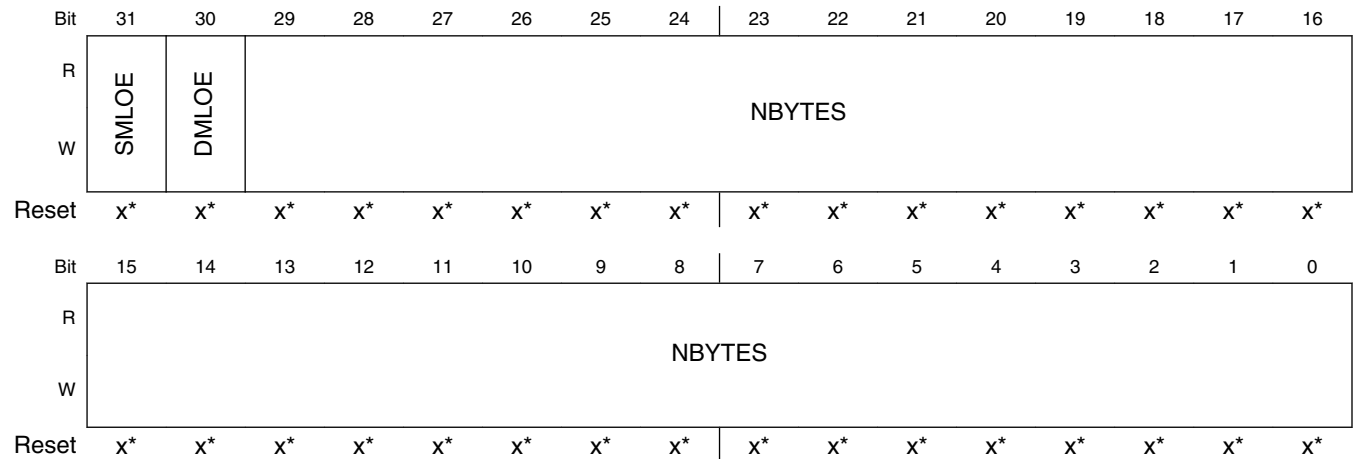 Bit 31 30 29 28 27 26 25 24 23 22 21 20 19 18 17 16
R
SMLOE DMLOE NBYTES
W
Reset x* x* x* x* x* x* x* x* x* x* x* x* x* x* x* x*
Bit 15 14 13 12 11 10 9 8 7 6 5 4 3 2 1 0
R
NBYTES
W
Reset x* x* x* x* x* x* x* x* x* x* x* x* x* x* x* x*